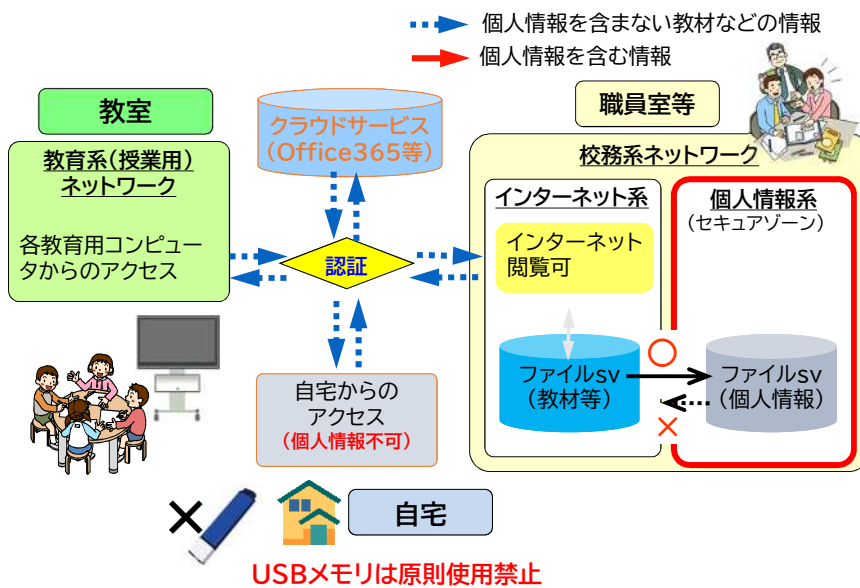 個人情報を含まない教材などの情報
個人情報を含む情報
教室
教育系(授業用)
ネットワーク
各教育用コンピュー
タからのアクセス
クラウドサービス
(Office365等)
認証
自宅からの
アクセス
(個人情報不可)
職員室等
校務系ネットワーク
インターネット系
インターネット
閲覧可
ファイルsv
(教材等)
個人情報系
(セキュアゾーン)
ファイルsv
(個人情報)
○
×
×
自宅
USBメモリは原則使用禁止